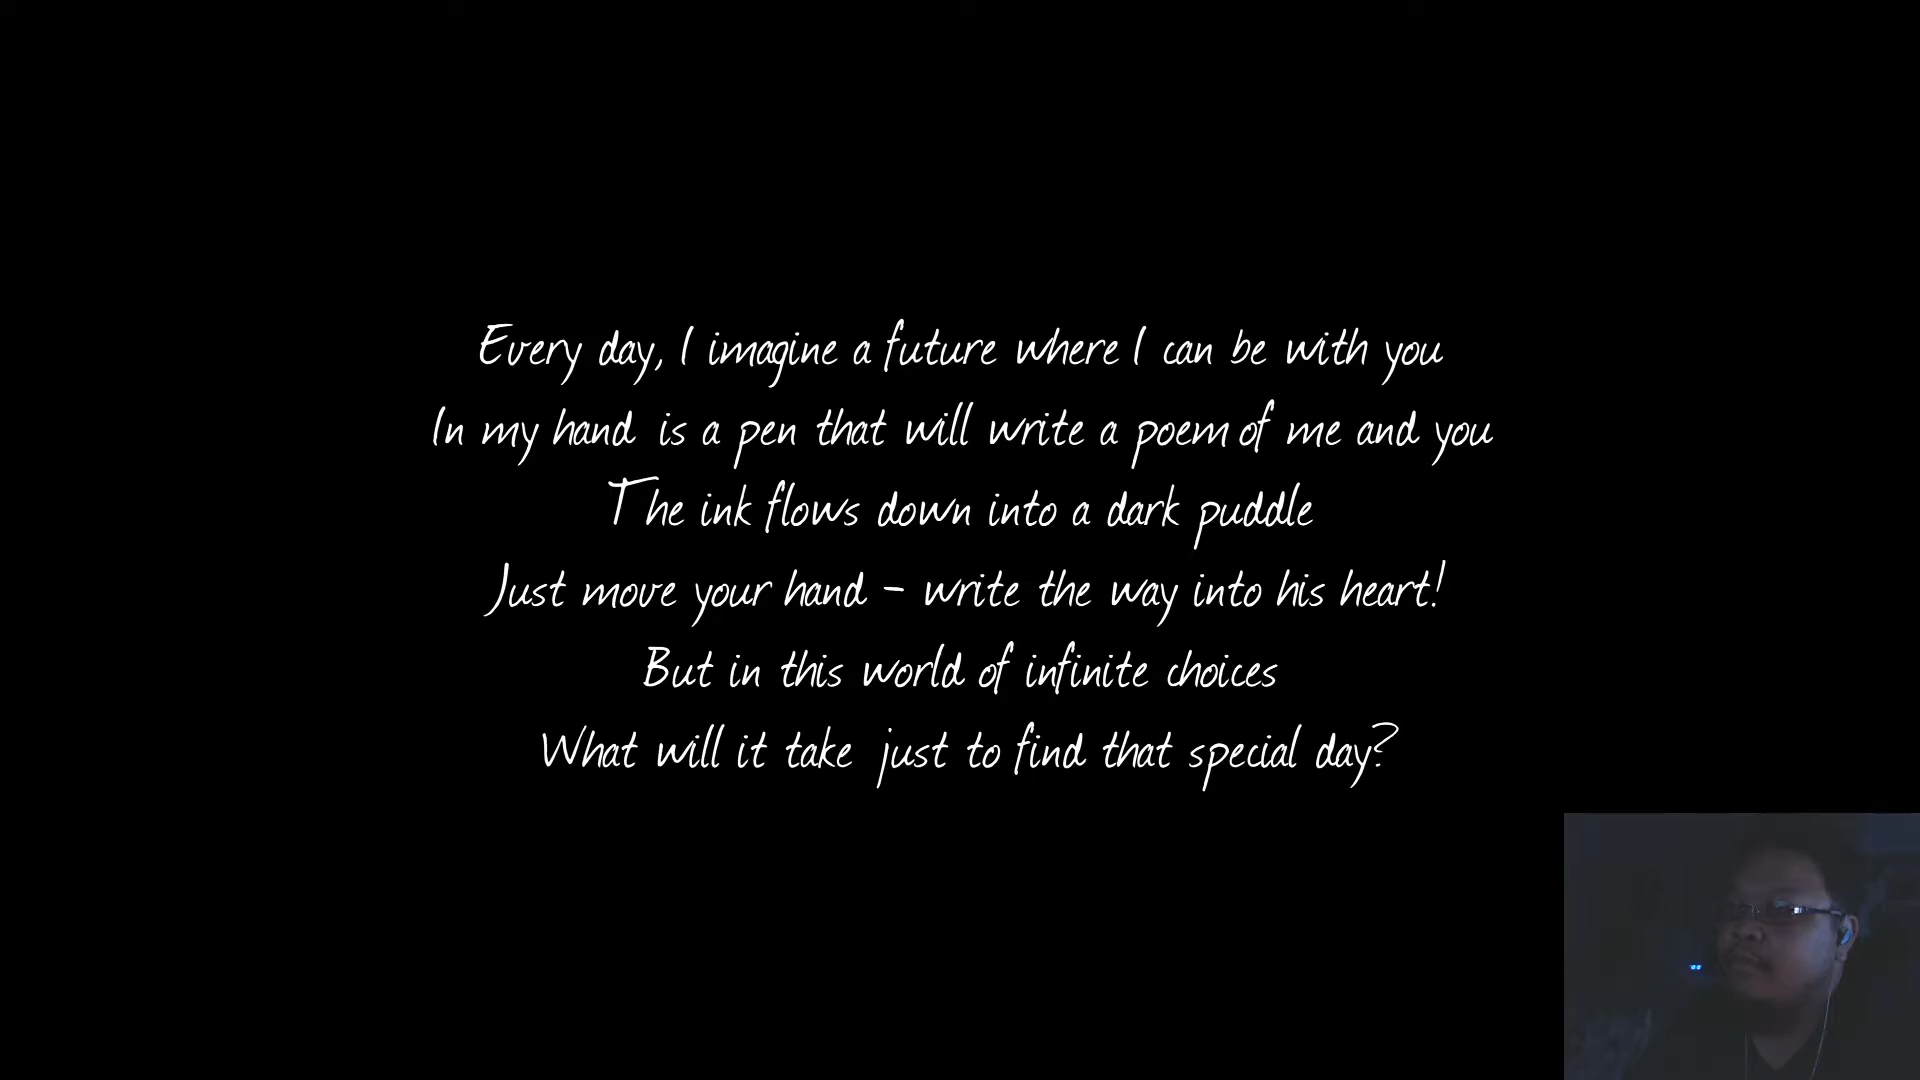 Every day, I imagine a future where I can be with you
In my hand is a pen that will write a poem of me and you
The ink flows down into a dark puddle
Just move your hand - write the way into his heart!
But in this world of infinite choices
What will it take just to find that special day?